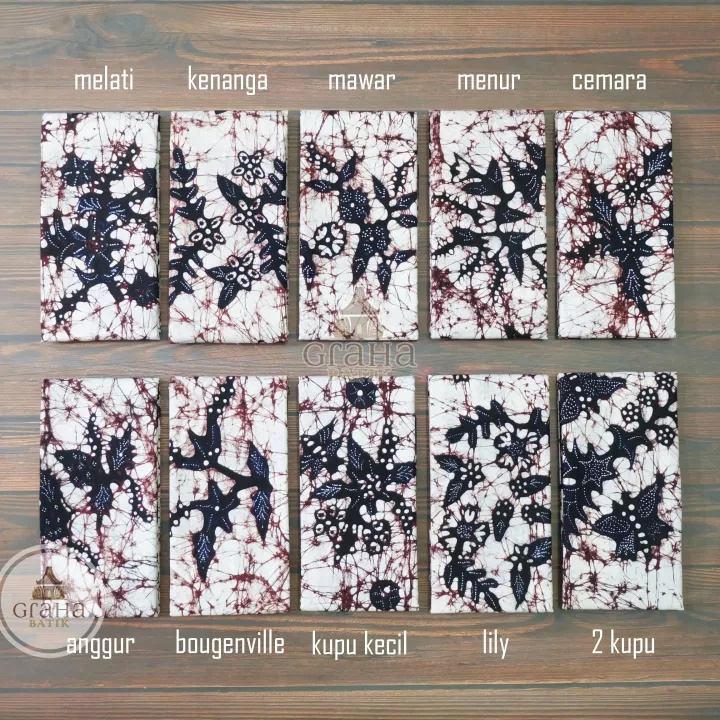 melati
kenanga
mawar
menur
cemara
GraHa
BATIK
GraHa
BATIK
anggur
bougenville
kupu kecil
lily
2 kupu